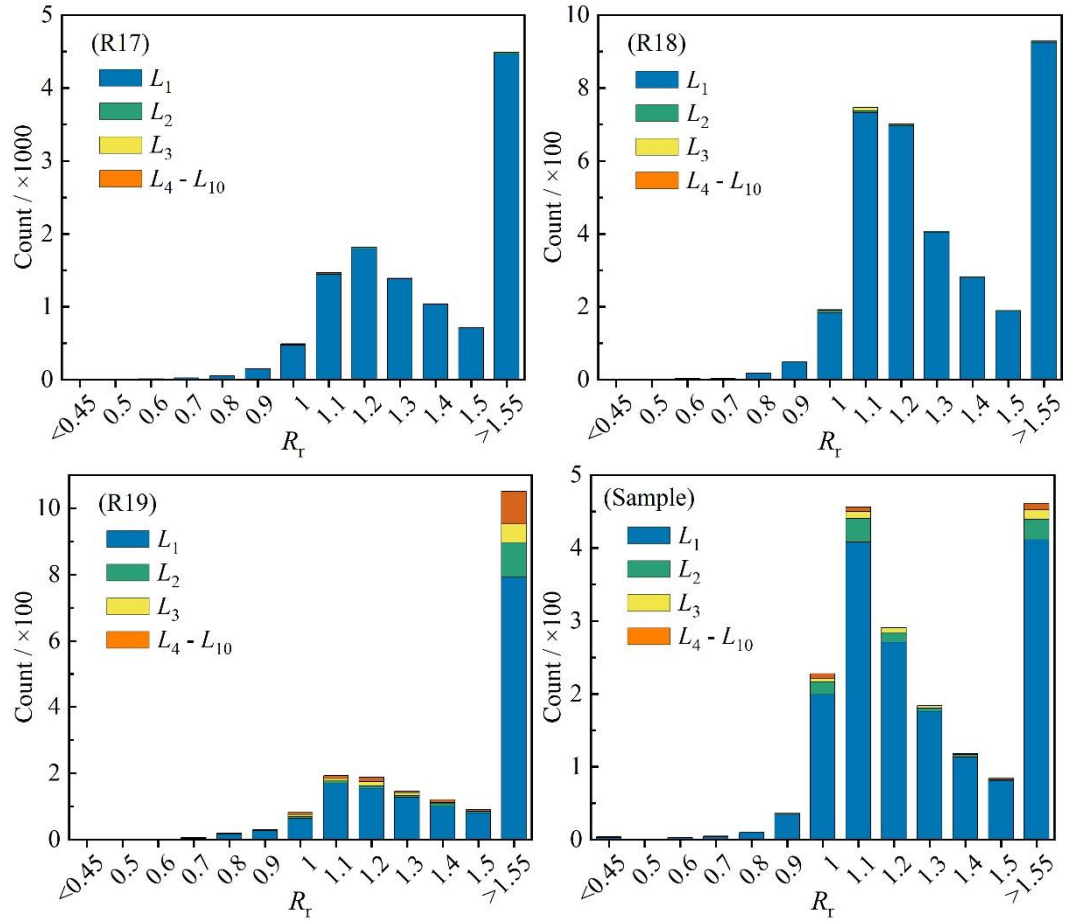 (R17)
L1
L2
L3
L4 - L10
Count / ×1000
5
4
3
2
1
0
<0.45 0.5 0.6 0.7 0.8 0.9 1 1.1 1.2 1.3 1.4 1.5 >1.55
Rr
(R18)
L1
L2
L3
L4 - L10
Count / ×100
10
8
6
4
2
0
<0.45 0.5 0.6 0.7 0.8 0.9 1 1.1 1.2 1.3 1.4 1.5 >1.55
Rr
(R19)
L1
L2
L3
L4 - L10
Count / ×100
10
8
6
4
2
0
<0.45 0.5 0.6 0.7 0.8 0.9 1 1.1 1.2 1.3 1.4 1.5 >1.55
Rr
(Sample)
L1
L2
L3
L4 - L10
Count / ×100
5
4
3
2
1
0
<0.45 0.5 0.6 0.7 0.8 0.9 1 1.1 1.2 1.3 1.4 1.5 >1.55
Rr